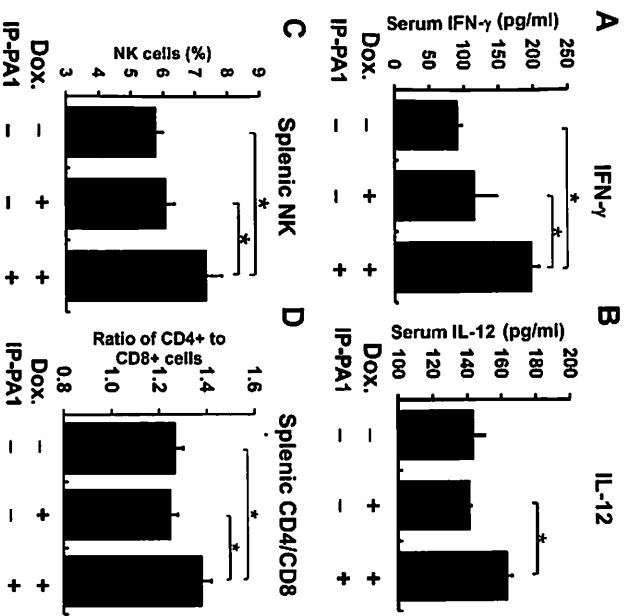 A
IFN-γ
Serum IFN-γ (pg/ml)
250
200
150
100
50
0
* *
Dox. − + +
IP-PA1 − − +
B
IL-12
Serum IL-12 (pg/ml)
200
180
160
140
120
100
*
Dox. − + +
IP-PA1 − − +
C
Splenic NK
NK cells (%)
9
8
7
6
5
4
3
* *
Dox. − + +
IP-PA1 − − +
D
Splenic CD4/CD8
Ratio of CD4+ to
CD8+ cells
1.6
1.4
1.2
1.0
0.8
* *
Dox. − + +
IP-PA1 − − +